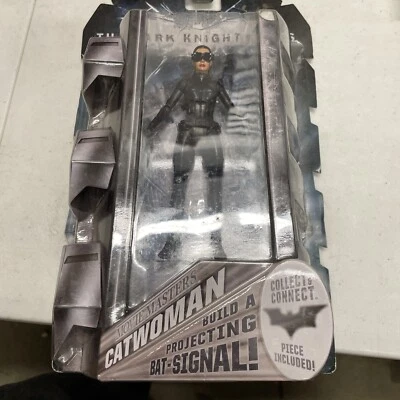 ARK KNIGHT
MOVIE MASTERS
CATWOMAN
BUILD A
PROJECTING
BAT-SIGNAL!
COLLECT &
CONNECT
PIECE
INCLUDED!